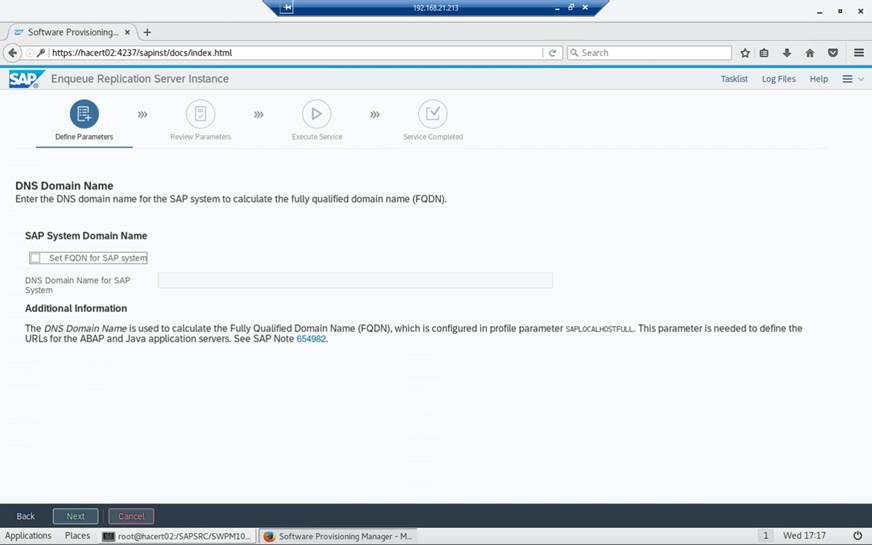 192.168.21.213
Software Provisioning...
https://hacert02:4237/sapinst/docs/index.html
Search
SAP Enqueue Replication Server Instance
Tasklist Log Files Help
Define Parameters Review Parameters Execute Service Service Completed
DNS Domain Name
Enter the DNS domain name for the SAP system to calculate the fully qualified domain name (FQDN).
SAP System Domain Name
Set FQDN for SAP system
DNS Domain Name for SAP
System
Additional Information
The DNS Domain Name is used to calculate the Fully Qualified Domain Name (FQDN), which is configured in profile parameter SAPLOCALHOSTFULL. This parameter is needed to define the
URLs for the ABAP and Java application servers. See SAP Note 654982.
Back Next Cancel
Applications Places root@hacert02:/SAPSRC/SWPM10... Software Provisioning Manager - M... 1 Wed 17:17